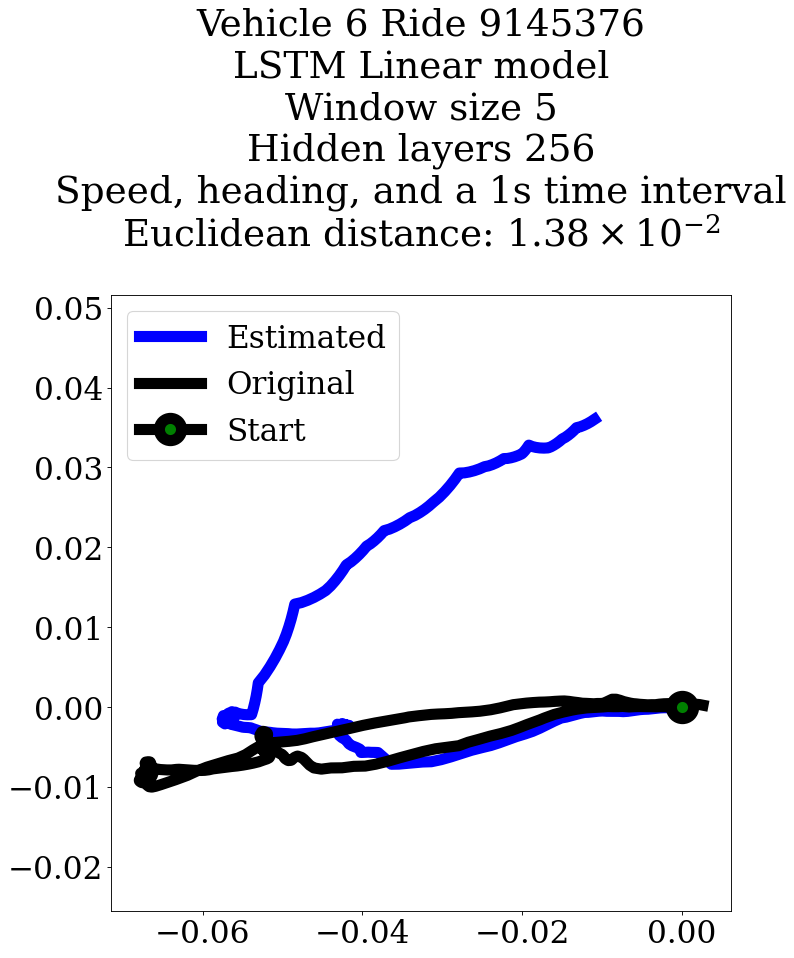 Vehicle 6 Ride 9145376
LSTM Linear model
Window size 5
Hidden layers 256
Speed, heading, and a 1s time interval
Euclidean distance: 1.38 × 10⁻²
0.05
0.04
0.03
0.02
0.01
0.00
−0.01
−0.02
Estimated
Original
Start
−0.06 −0.04 −0.02 0.00